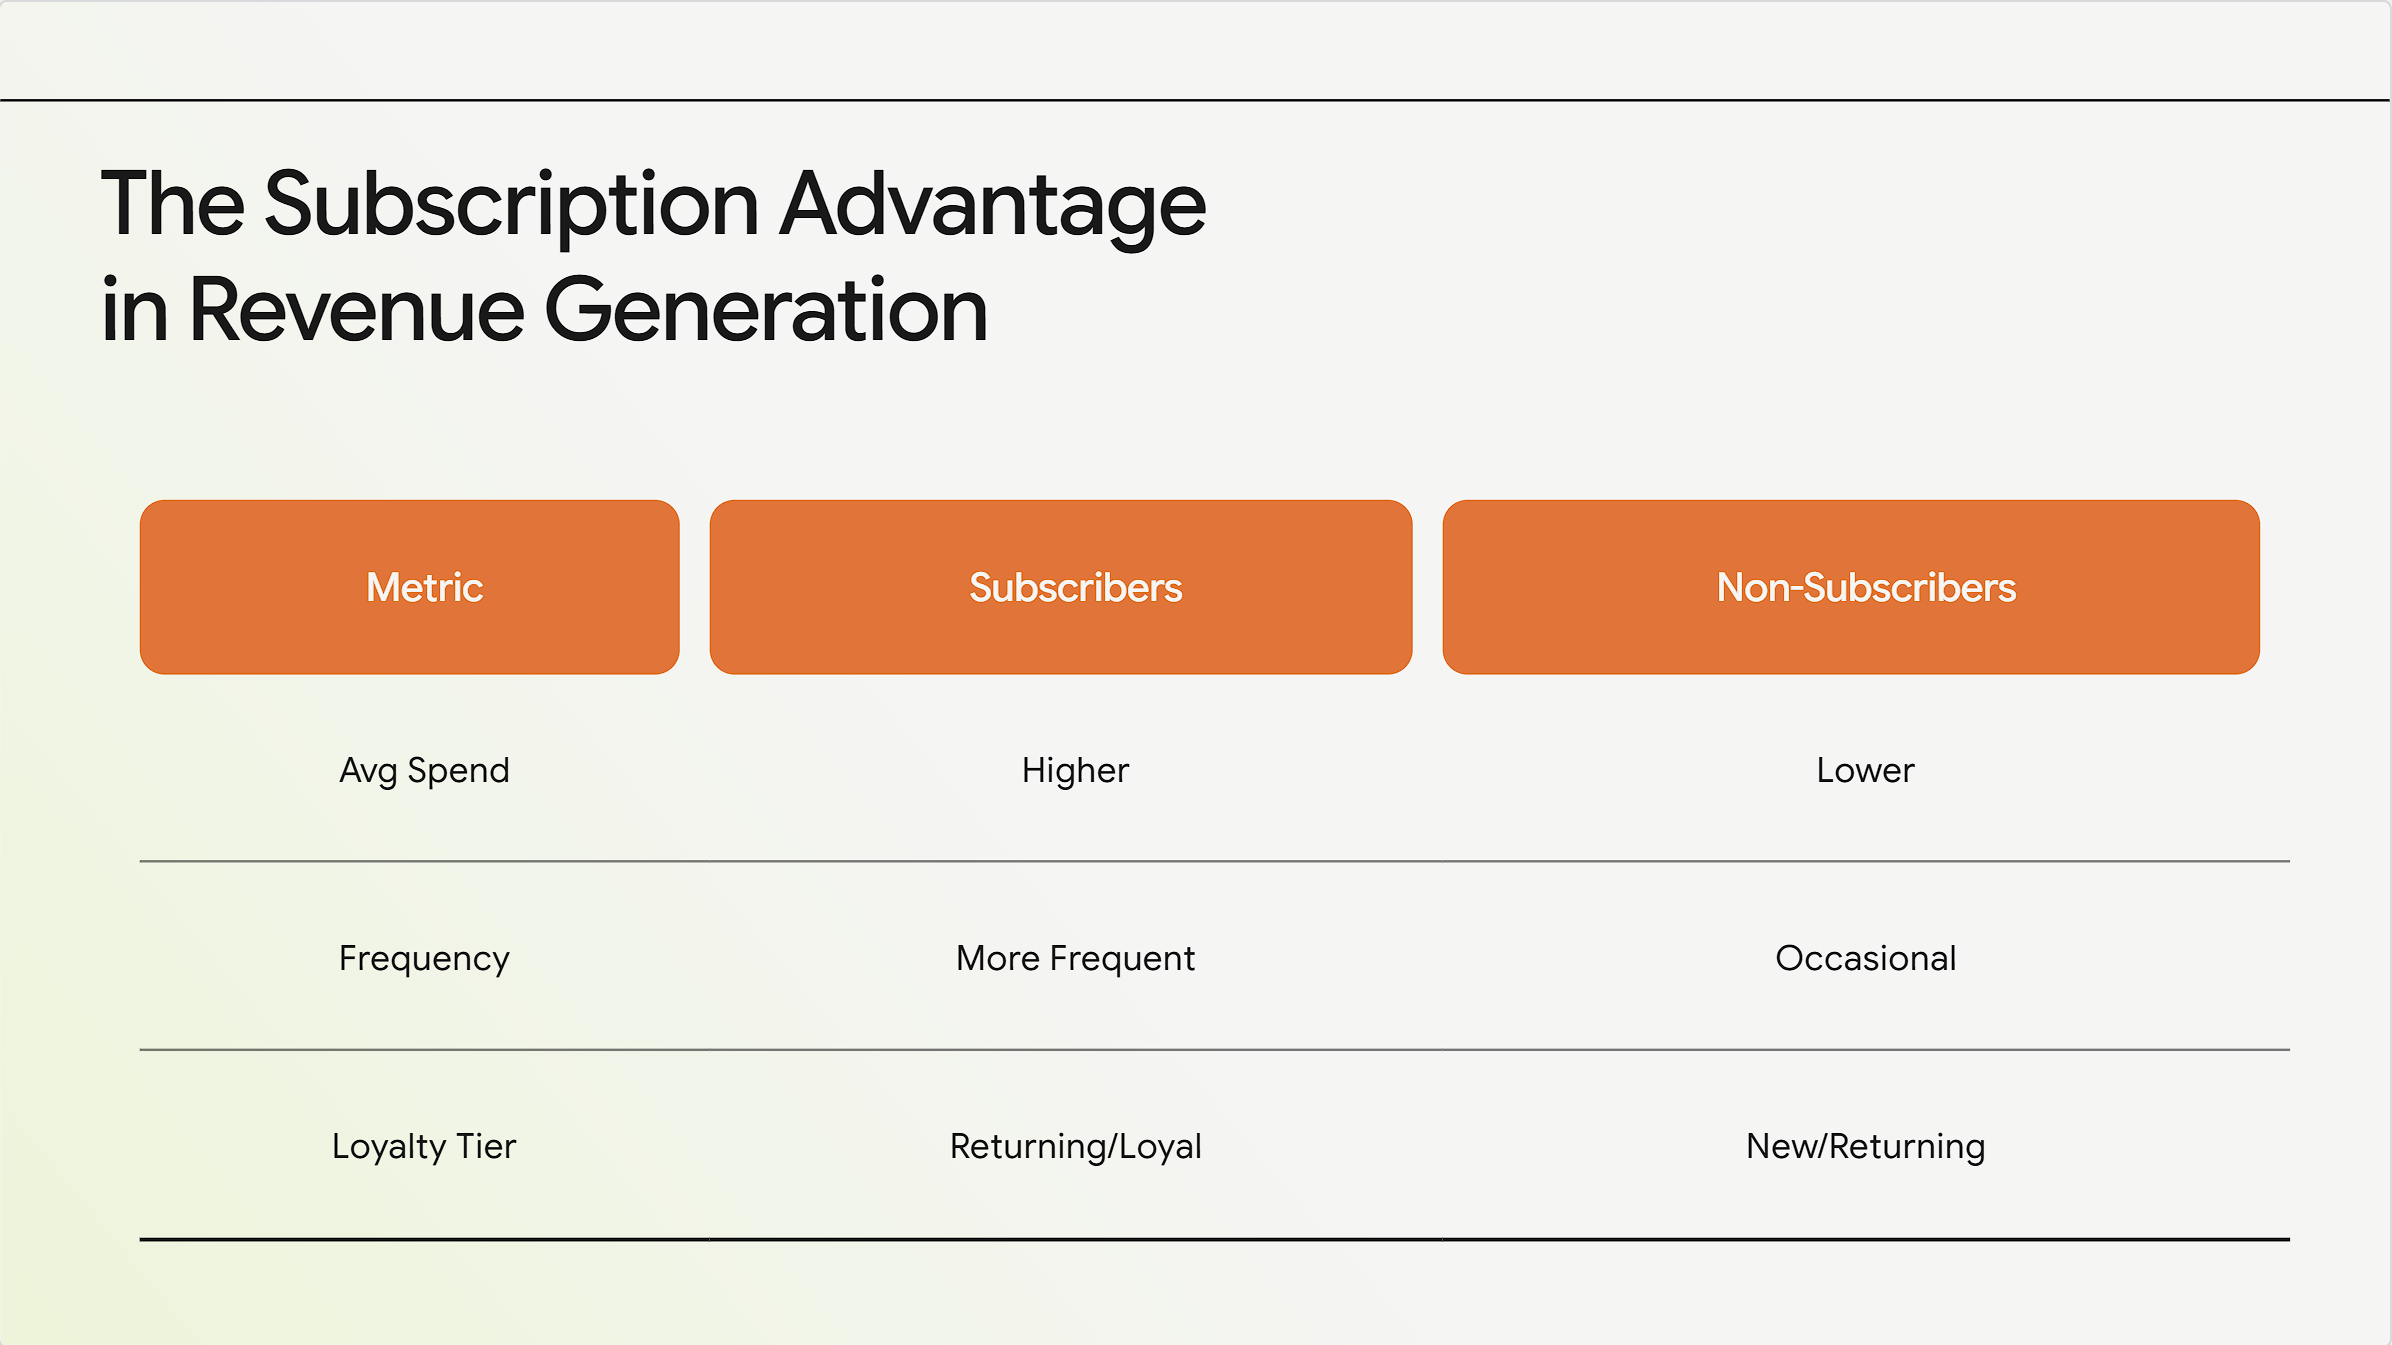 The Subscription Advantage
in Revenue Generation
Metric Subscribers Non-Subscribers
Avg Spend Higher Lower
Frequency More Frequent Occasional
Loyalty Tier Returning/Loyal New/Returning